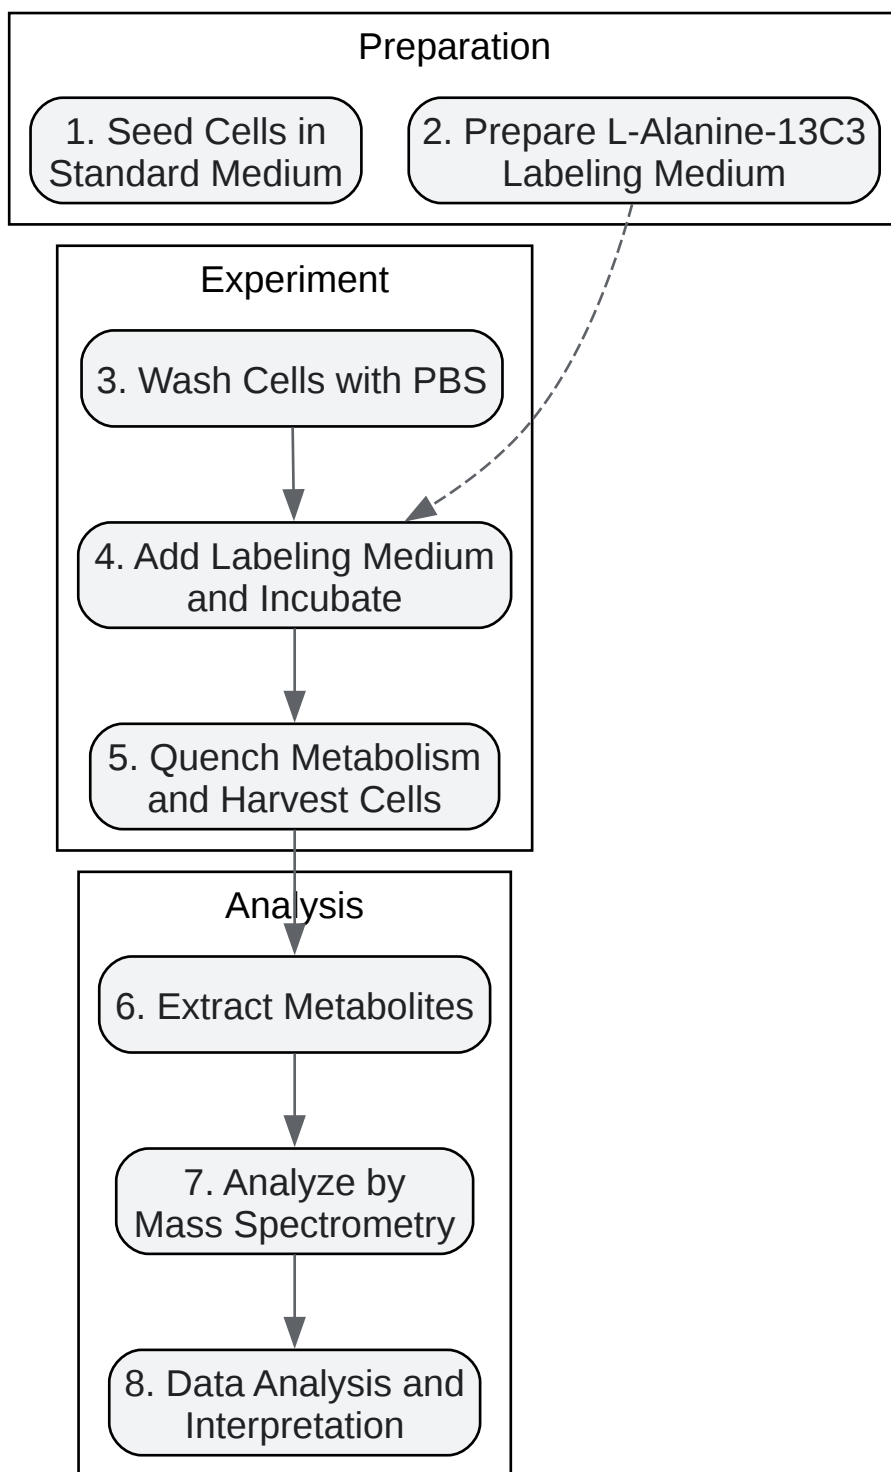 Preparation
1. Seed Cells in
Standard Medium
2. Prepare L-Alanine-13C3
Labeling Medium
Experiment
3. Wash Cells with PBS
4. Add Labeling Medium
and Incubate
5. Quench Metabolism
and Harvest Cells
Analysis
6. Extract Metabolites
7. Analyze by
Mass Spectrometry
8. Data Analysis and
Interpretation